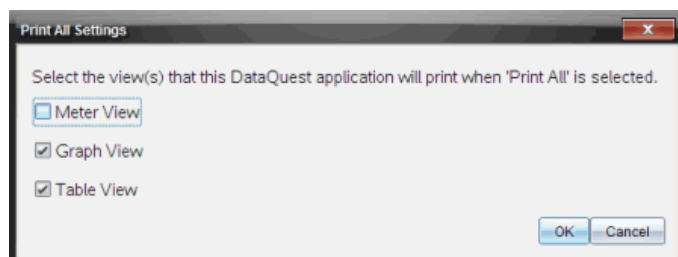 Print All Settings
Select the view(s) that this DataQuest application will print when 'Print All' is selected.
Meter View
Graph View
Table View
OK Cancel